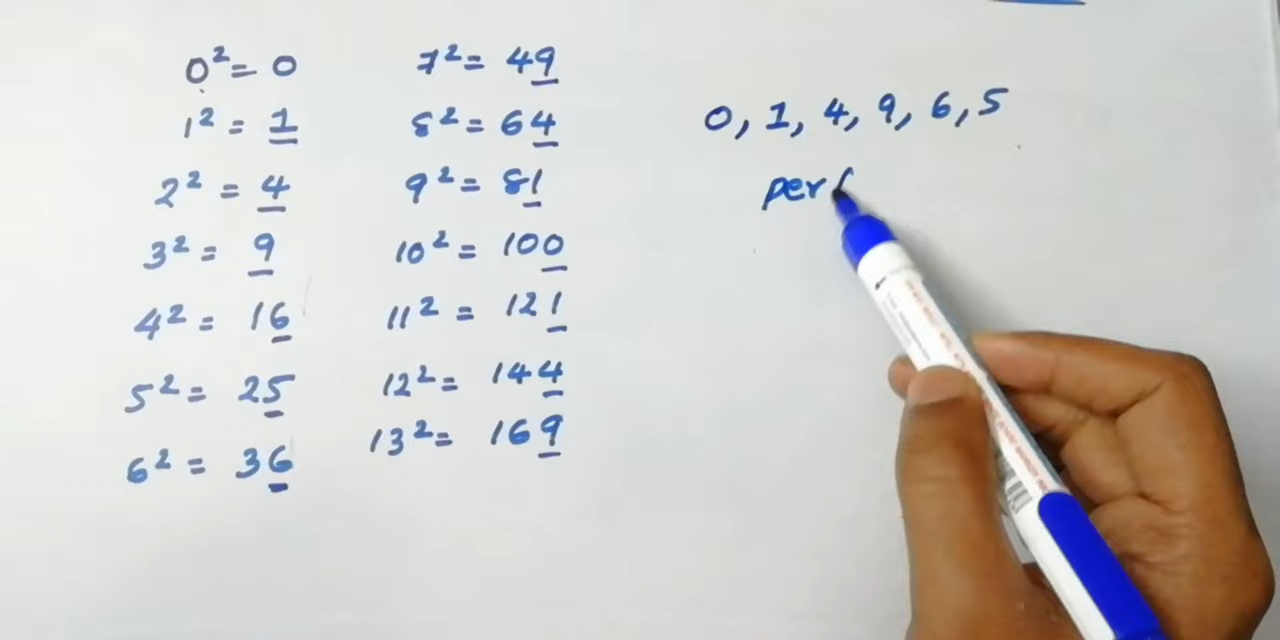 0² = 0
1² = 1
2² = 4
3² = 9
4² = 16
5² = 25
6² = 36
7² = 49
8² = 64
9² = 81
10² = 100
11² = 121
12² = 144
13² = 169
0, 1, 4, 9, 6, 5
perf